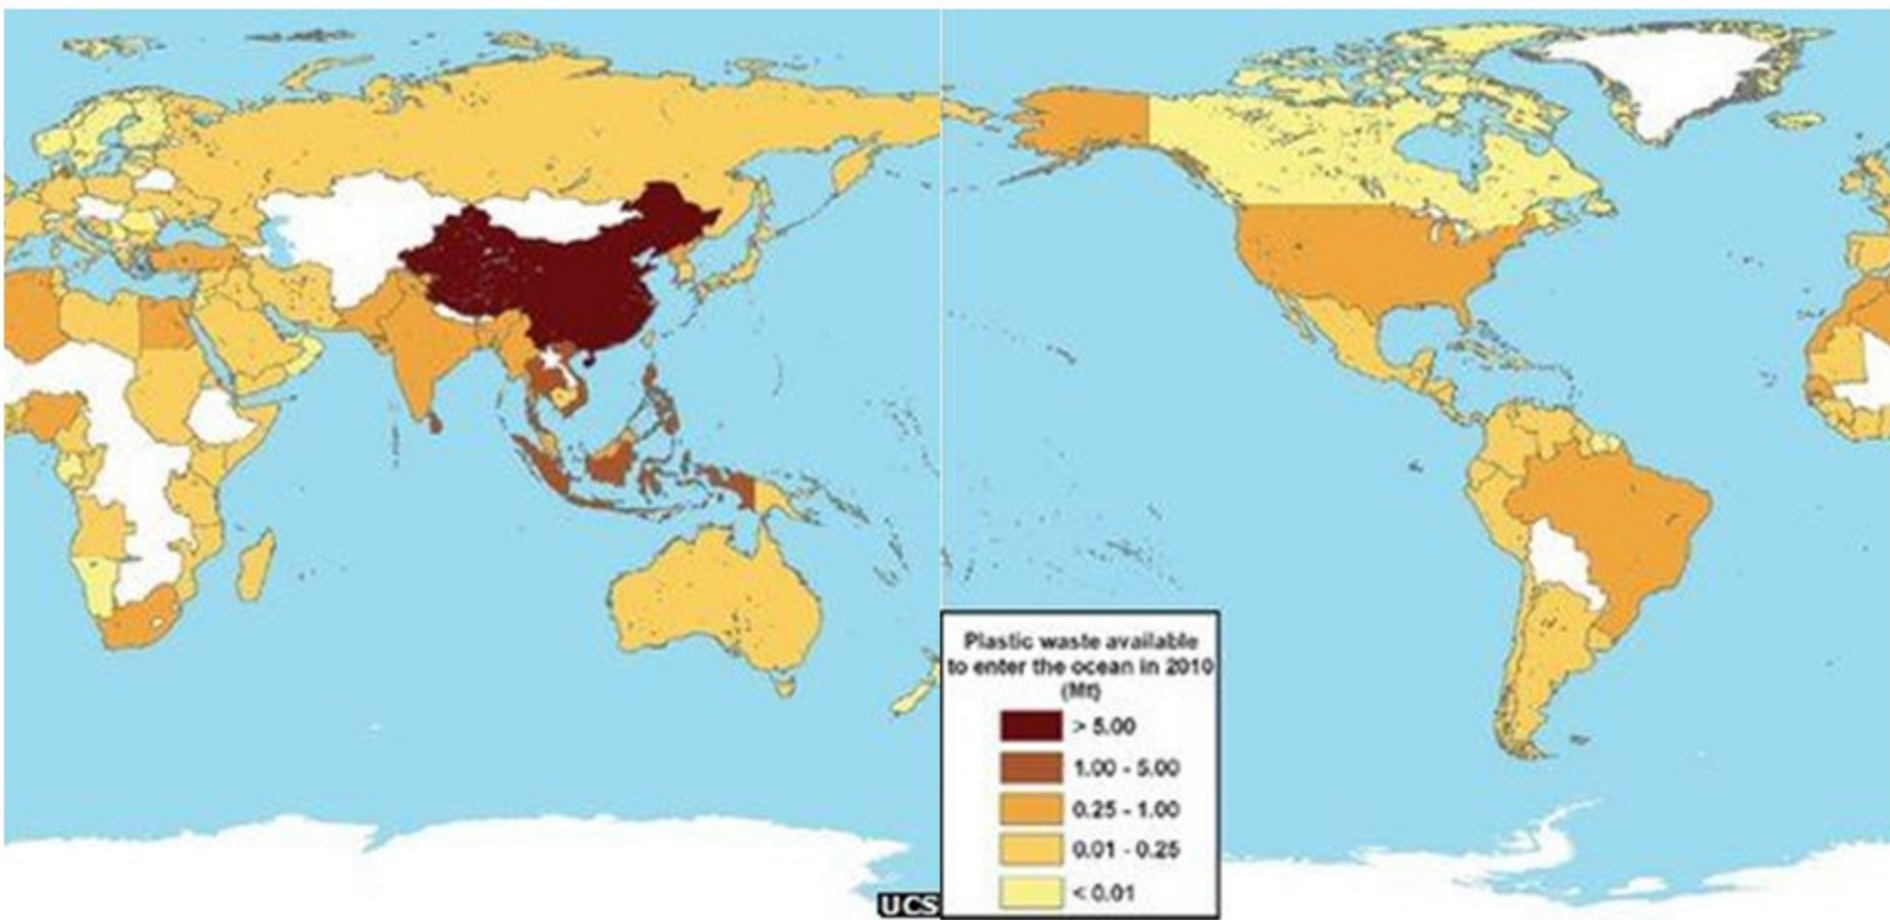 Plastic waste available
to enter the ocean in 2010
(Mt)
> 5.00
1.00 - 5.00
0.25 - 1.00
0.01 - 0.25
< 0.01
UCS